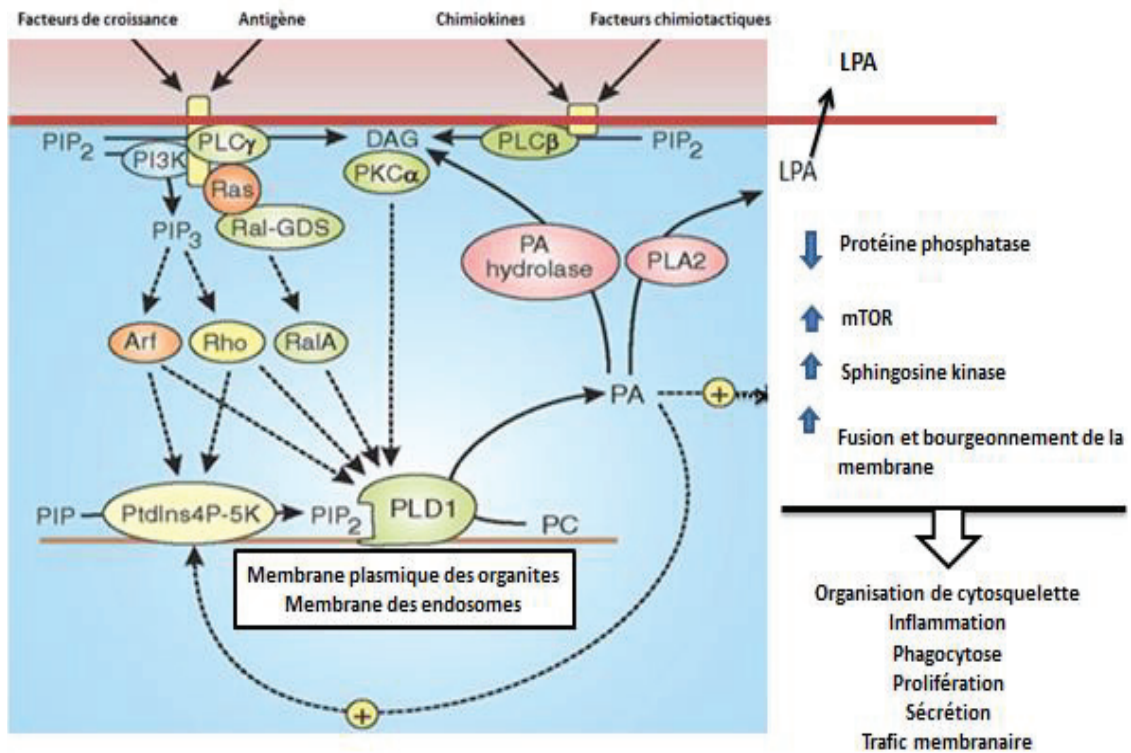 Facteurs de croissance Antigène Chimiokines Facteurs chimiotactiques
LPA
PIP2 PLCγ DAG PLCβ PIP2
PI3K PKCα LPA
Ras
PIP3 Ral-GDS
PA
hydrolase PLA2
Protéine phosphatase
mTOR
Arf Rho RalA
Sphingosine kinase
PA +
Fusion et bourgeonnement de la
membrane
PIP PtdIns4P-5K PIP2 PLD1 PC
Membrane plasmique des organites
Membrane des endosomes
+
Organisation de cytosquelette
Inflammation
Phagocytose
Prolifération
Sécrétion
Trafic membranaire